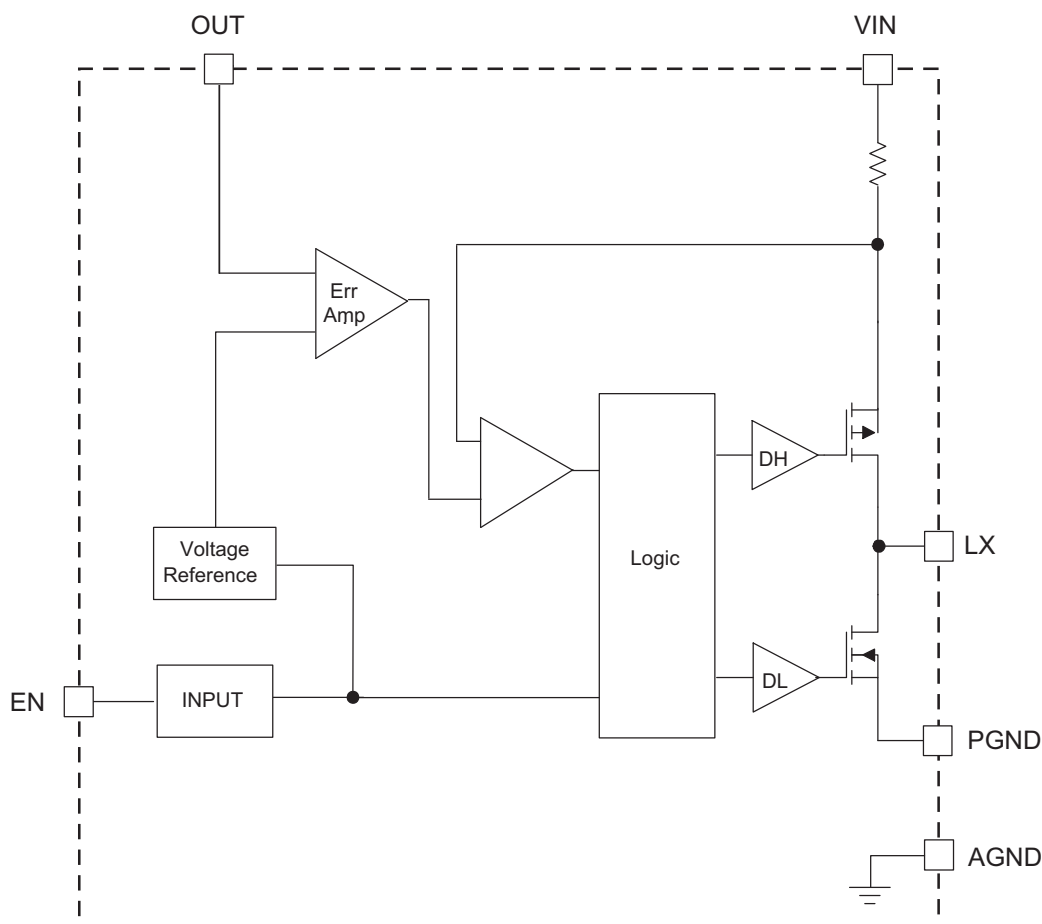 OUT
VIN
Err
Amp
DH
Voltage
Reference
Logic
LX
EN
INPUT
DL
PGND
AGND